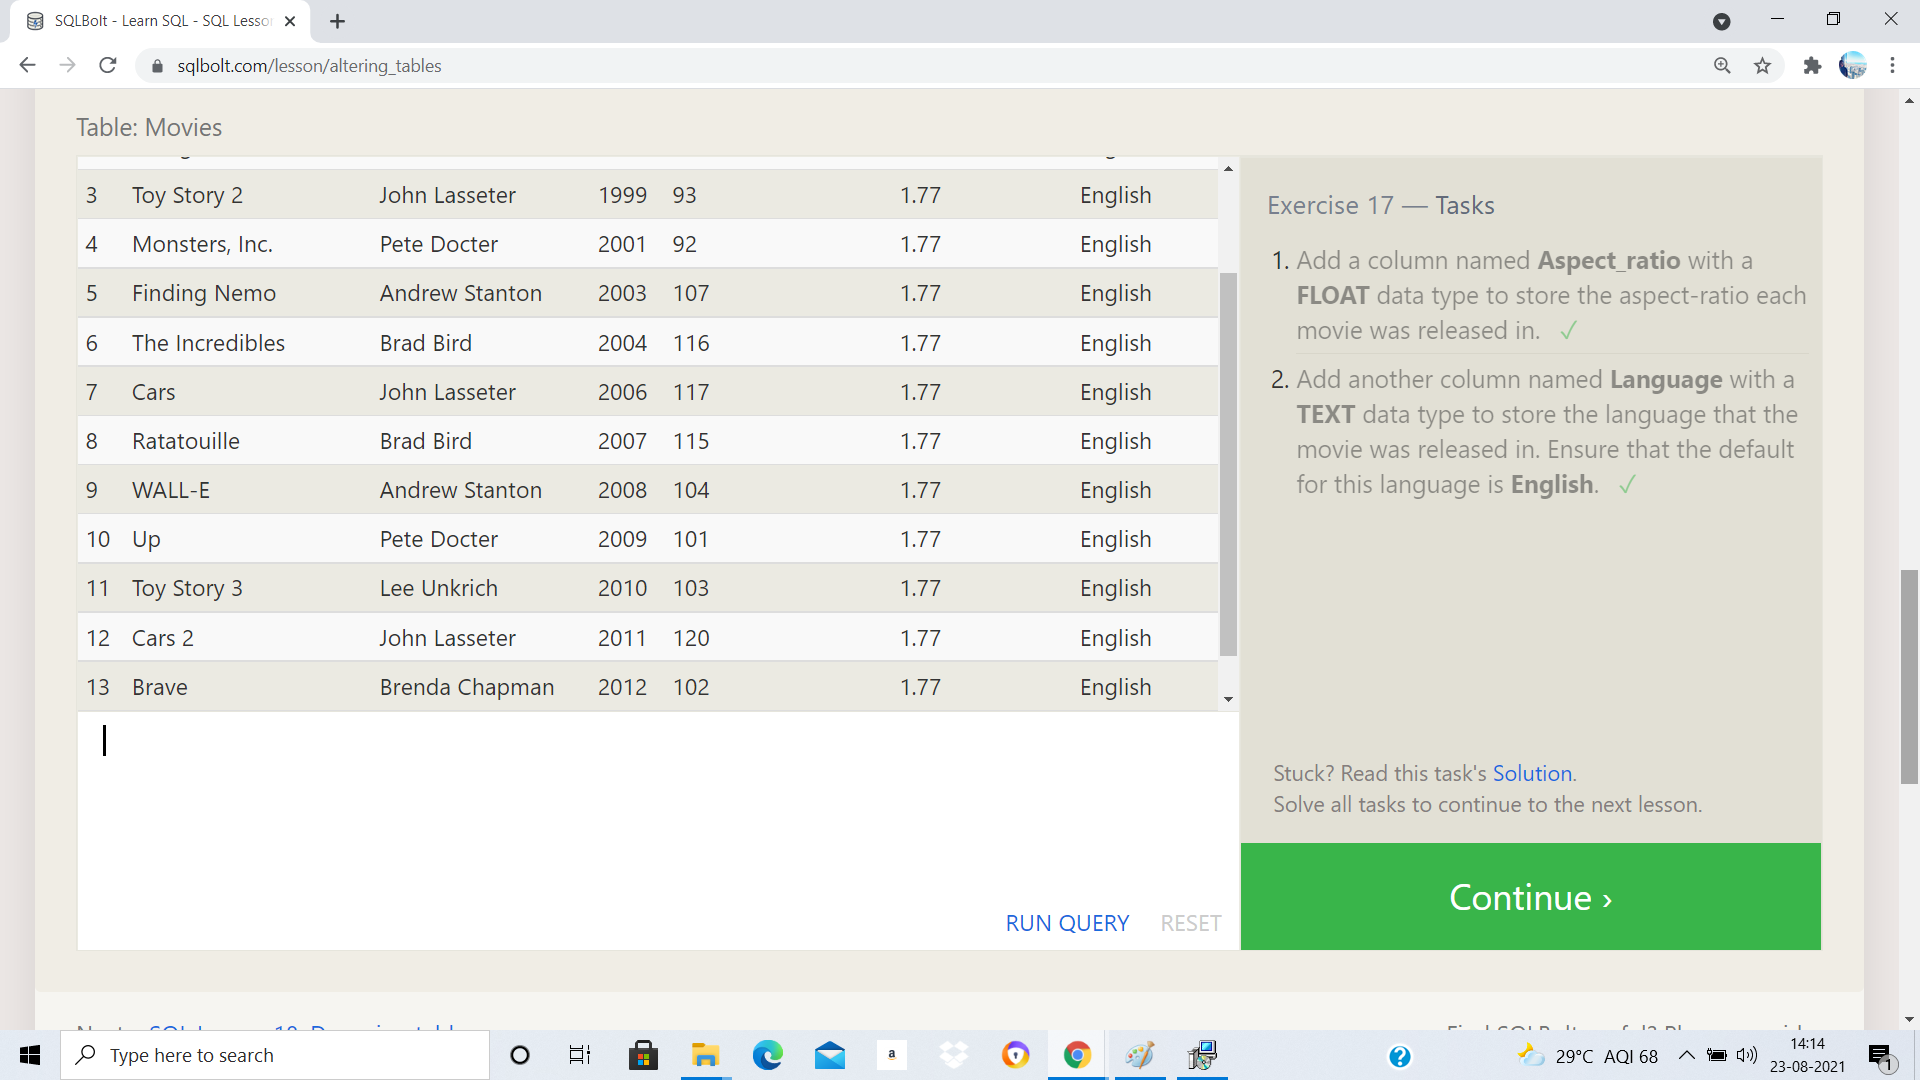 SQLBolt - Learn SQL - SQL Lesso
sqlbolt.com/lesson/altering_tables
Table: Movies
3 Toy Story 2 John Lasseter 1999 93 1.77 English
4 Monsters, Inc. Pete Docter 2001 92 1.77 English
5 Finding Nemo Andrew Stanton 2003 107 1.77 English
6 The Incredibles Brad Bird 2004 116 1.77 English
7 Cars John Lasseter 2006 117 1.77 English
8 Ratatouille Brad Bird 2007 115 1.77 English
9 WALL-E Andrew Stanton 2008 104 1.77 English
10 Up Pete Docter 2009 101 1.77 English
11 Toy Story 3 Lee Unkrich 2010 103 1.77 English
12 Cars 2 John Lasseter 2011 120 1.77 English
13 Brave Brenda Chapman 2012 102 1.77 English
RUN QUERY RESET
Exercise 17 — Tasks
1. Add a column named Aspect_ratio with a
FLOAT data type to store the aspect-ratio each
movie was released in. ✓
2. Add another column named Language with a
TEXT data type to store the language that the
movie was released in. Ensure that the default
for this language is English. ✓
Stuck? Read this task's Solution.
Solve all tasks to continue to the next lesson.
Continue ›
Type here to search
a
29°C AQI 68
14:14
23-08-2021
1